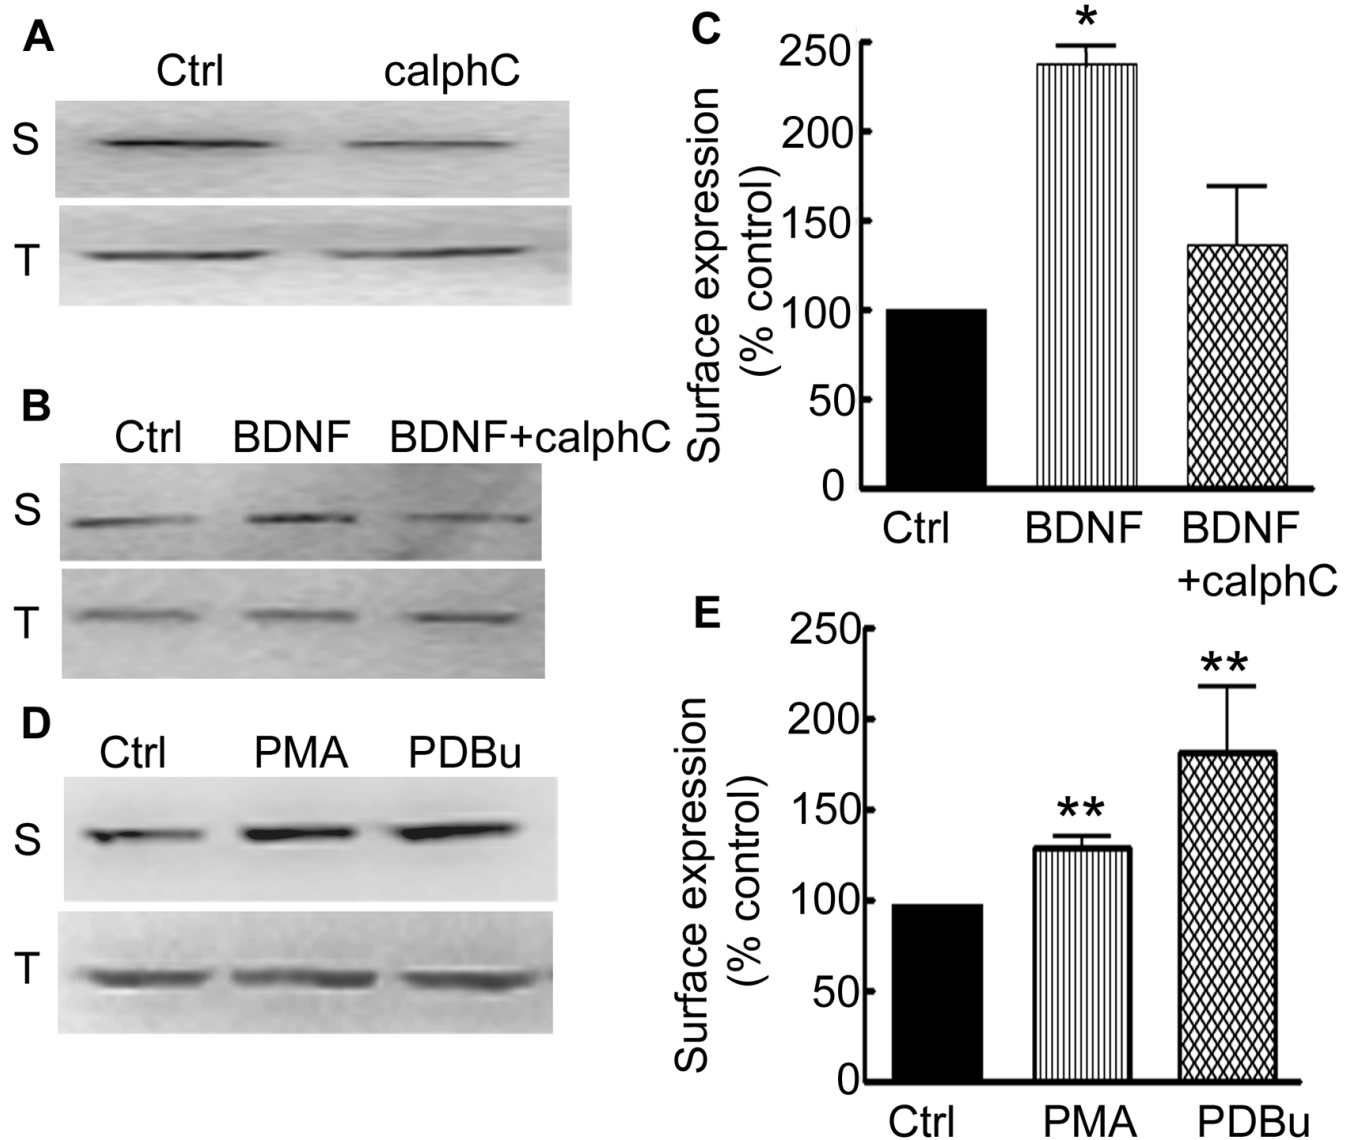 A
Ctrl calphC
S
T
B
Ctrl BDNF BDNF+calphC
S
T
D
Ctrl PMA PDBu
S
T
C
*
250
200
150
100
50
0
Surface expression
(% control)
Ctrl BDNF BDNF
+calphC
E
**
**
250
200
150
100
50
0
Surface expression
(% control)
Ctrl PMA PDBu